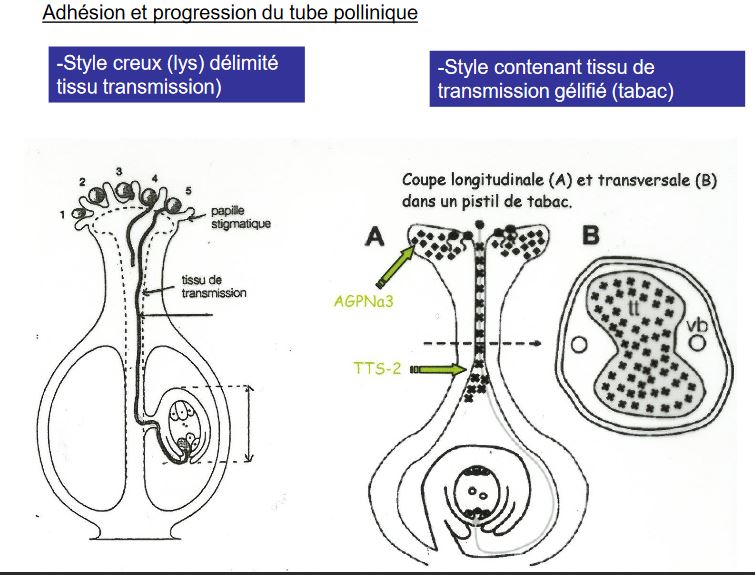 Adhésion et progression du tube pollinique
-Style creux (lys) délimité
tissu transmission)
-Style contenant tissu de
transmission gélifié (tabac)
Coupe longitudinale (A) et transversale (B)
dans un pistil de tabac.
1
2
3
4
5
papille
stigmatique
tissu de
transmission
A
B
AGPNa3
TTS-2
tt
vb